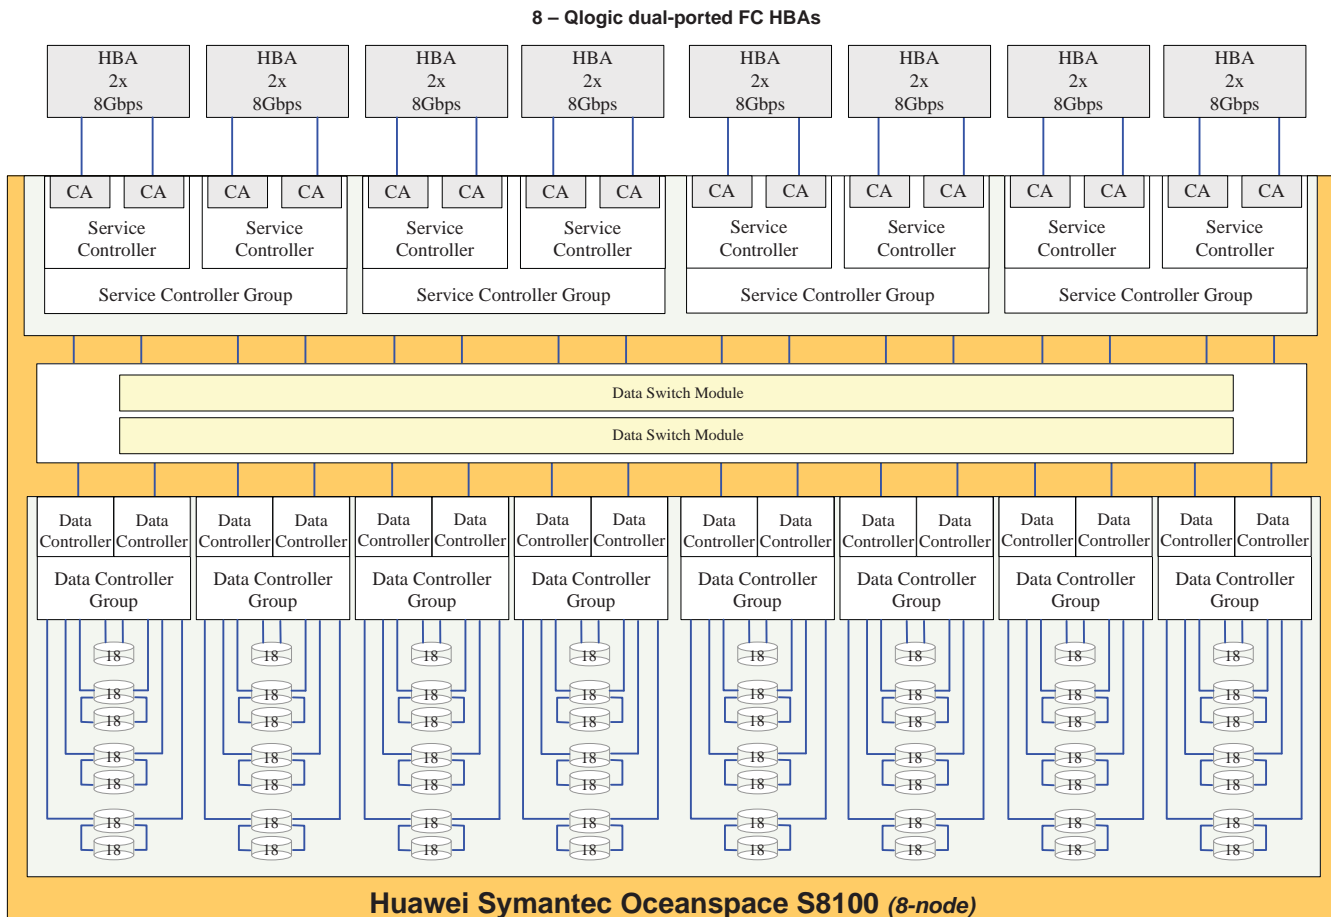 8 – Qlogic dual-ported FC HBAs
HBA HBA HBA HBA HBA HBA HBA HBA
2x 2x 2x 2x 2x 2x 2x 2x
8Gbps 8Gbps 8Gbps 8Gbps 8Gbps 8Gbps 8Gbps 8Gbps
CA CA CA CA CA CA CA CA CA CA CA CA CA CA CA CA
Service Service Service Service Service Service Service Service
Controller Controller Controller Controller Controller Controller Controller Controller
Service Controller Group Service Controller Group Service Controller Group Service Controller Group
Data Switch Module
Data Switch Module
Data Data Data Data Data Data Data Data Data Data Data Data Data Data Data Data
Controller Controller Controller Controller Controller Controller Controller Controller Controller Controller Controller Controller Controller Controller Controller Controller
Data Controller Data Controller Data Controller Data Controller Data Controller Data Controller Data Controller Data Controller
Group Group Group Group Group Group Group Group
18 18 18 18 18 18 18 18
18 18 18 18 18 18 18 18
18 18 18 18 18 18 18 18
18 18 18 18 18 18 18 18
18 18 18 18 18 18 18 18
18 18 18 18 18 18 18 18
18 18 18 18 18 18 18 18
Huawei Symantec Oceanspace S8100 (8-node)